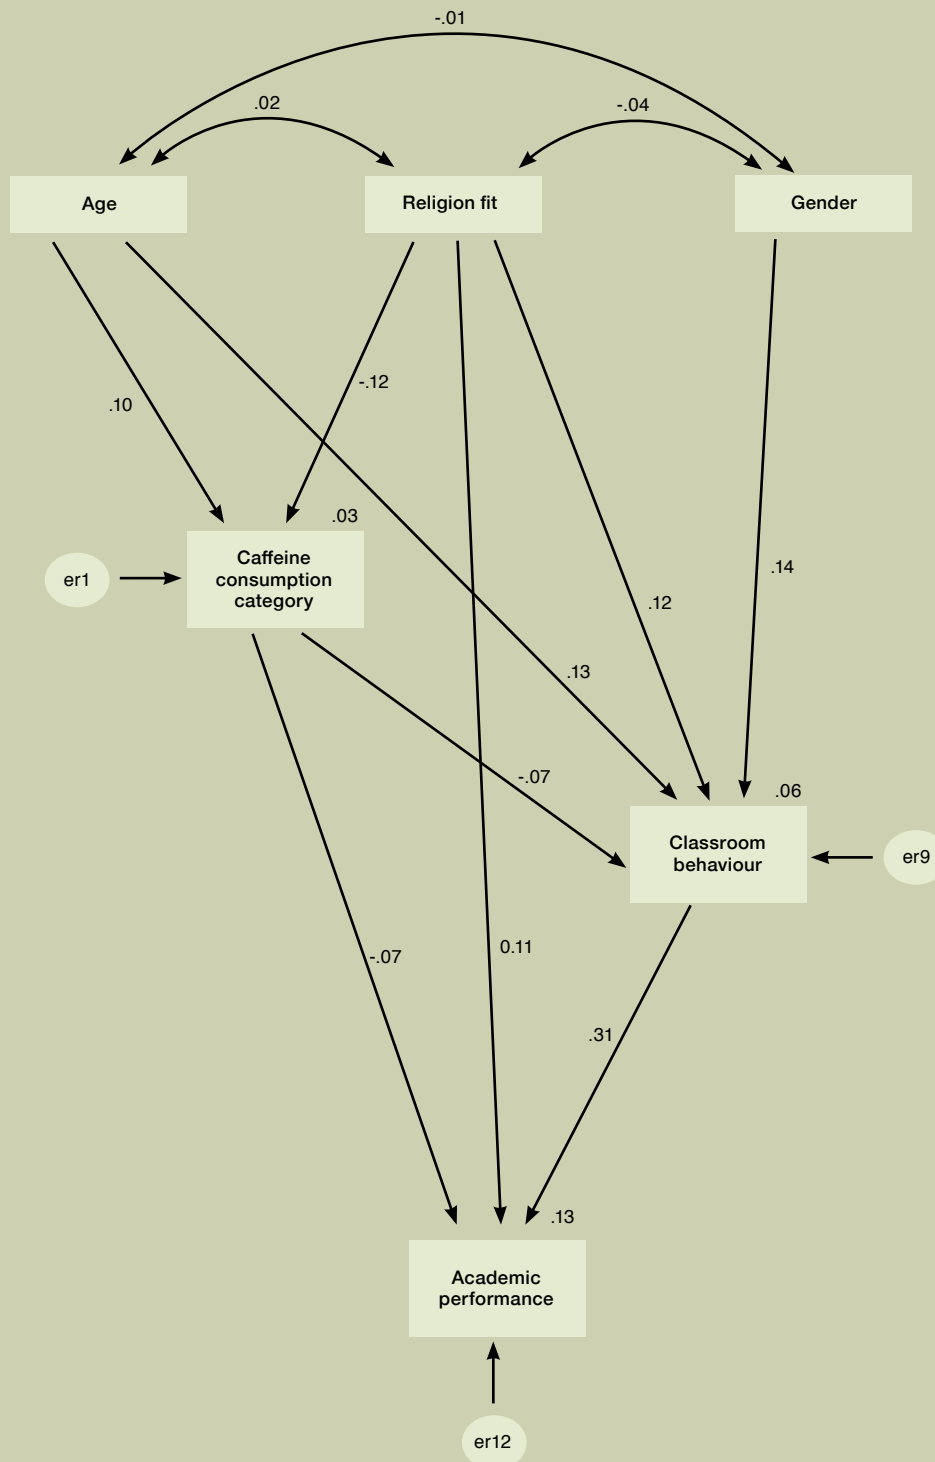 -.01
.02
-.04
Age
Religion fit
Gender
-.12
.10
.03
Caffeine
consumption
category
er1
.14
.12
.13
-.07
.06
Classroom
behaviour
er9
0.11
-.07
.31
.13
Academic
performance
er12